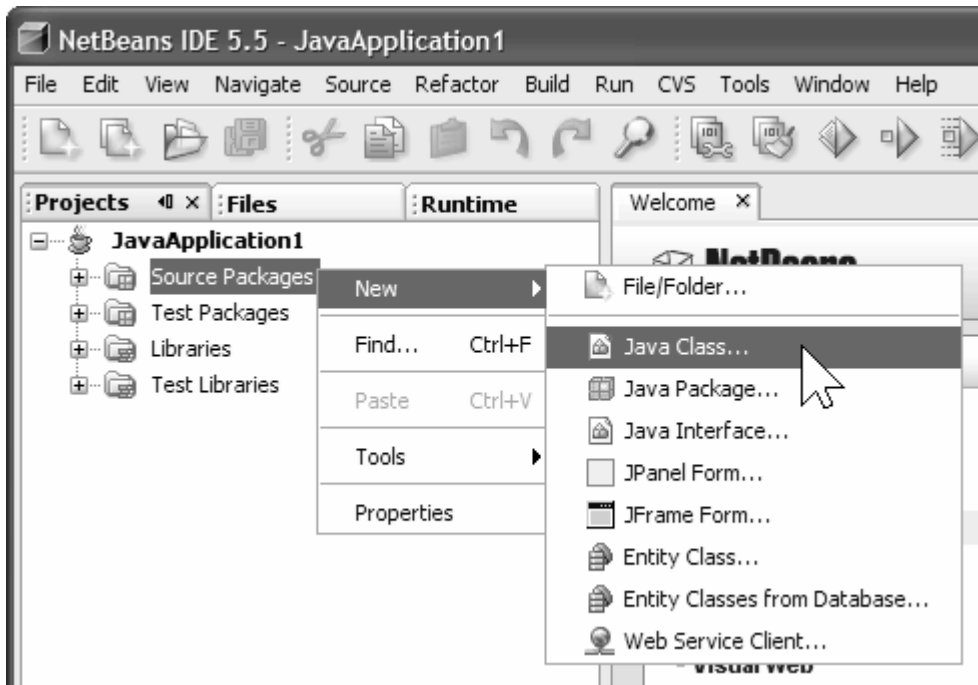 NetBeans IDE 5.5 - JavaApplication1
File Edit View Navigate Source Refactor Build Run CVS Tools Window Help
Projects Files Runtime Welcome
JavaApplication1
NetBeans
Source Packages New File/Folder...
Test Packages Find... Ctrl+F Java Class...
Libraries Paste Ctrl+V Java Package...
Test Libraries Tools Java Interface...
Properties JPanel Form...
JFrame Form...
Entity Class...
Entity Classes from Database...
Web Service Client...
Visual Web